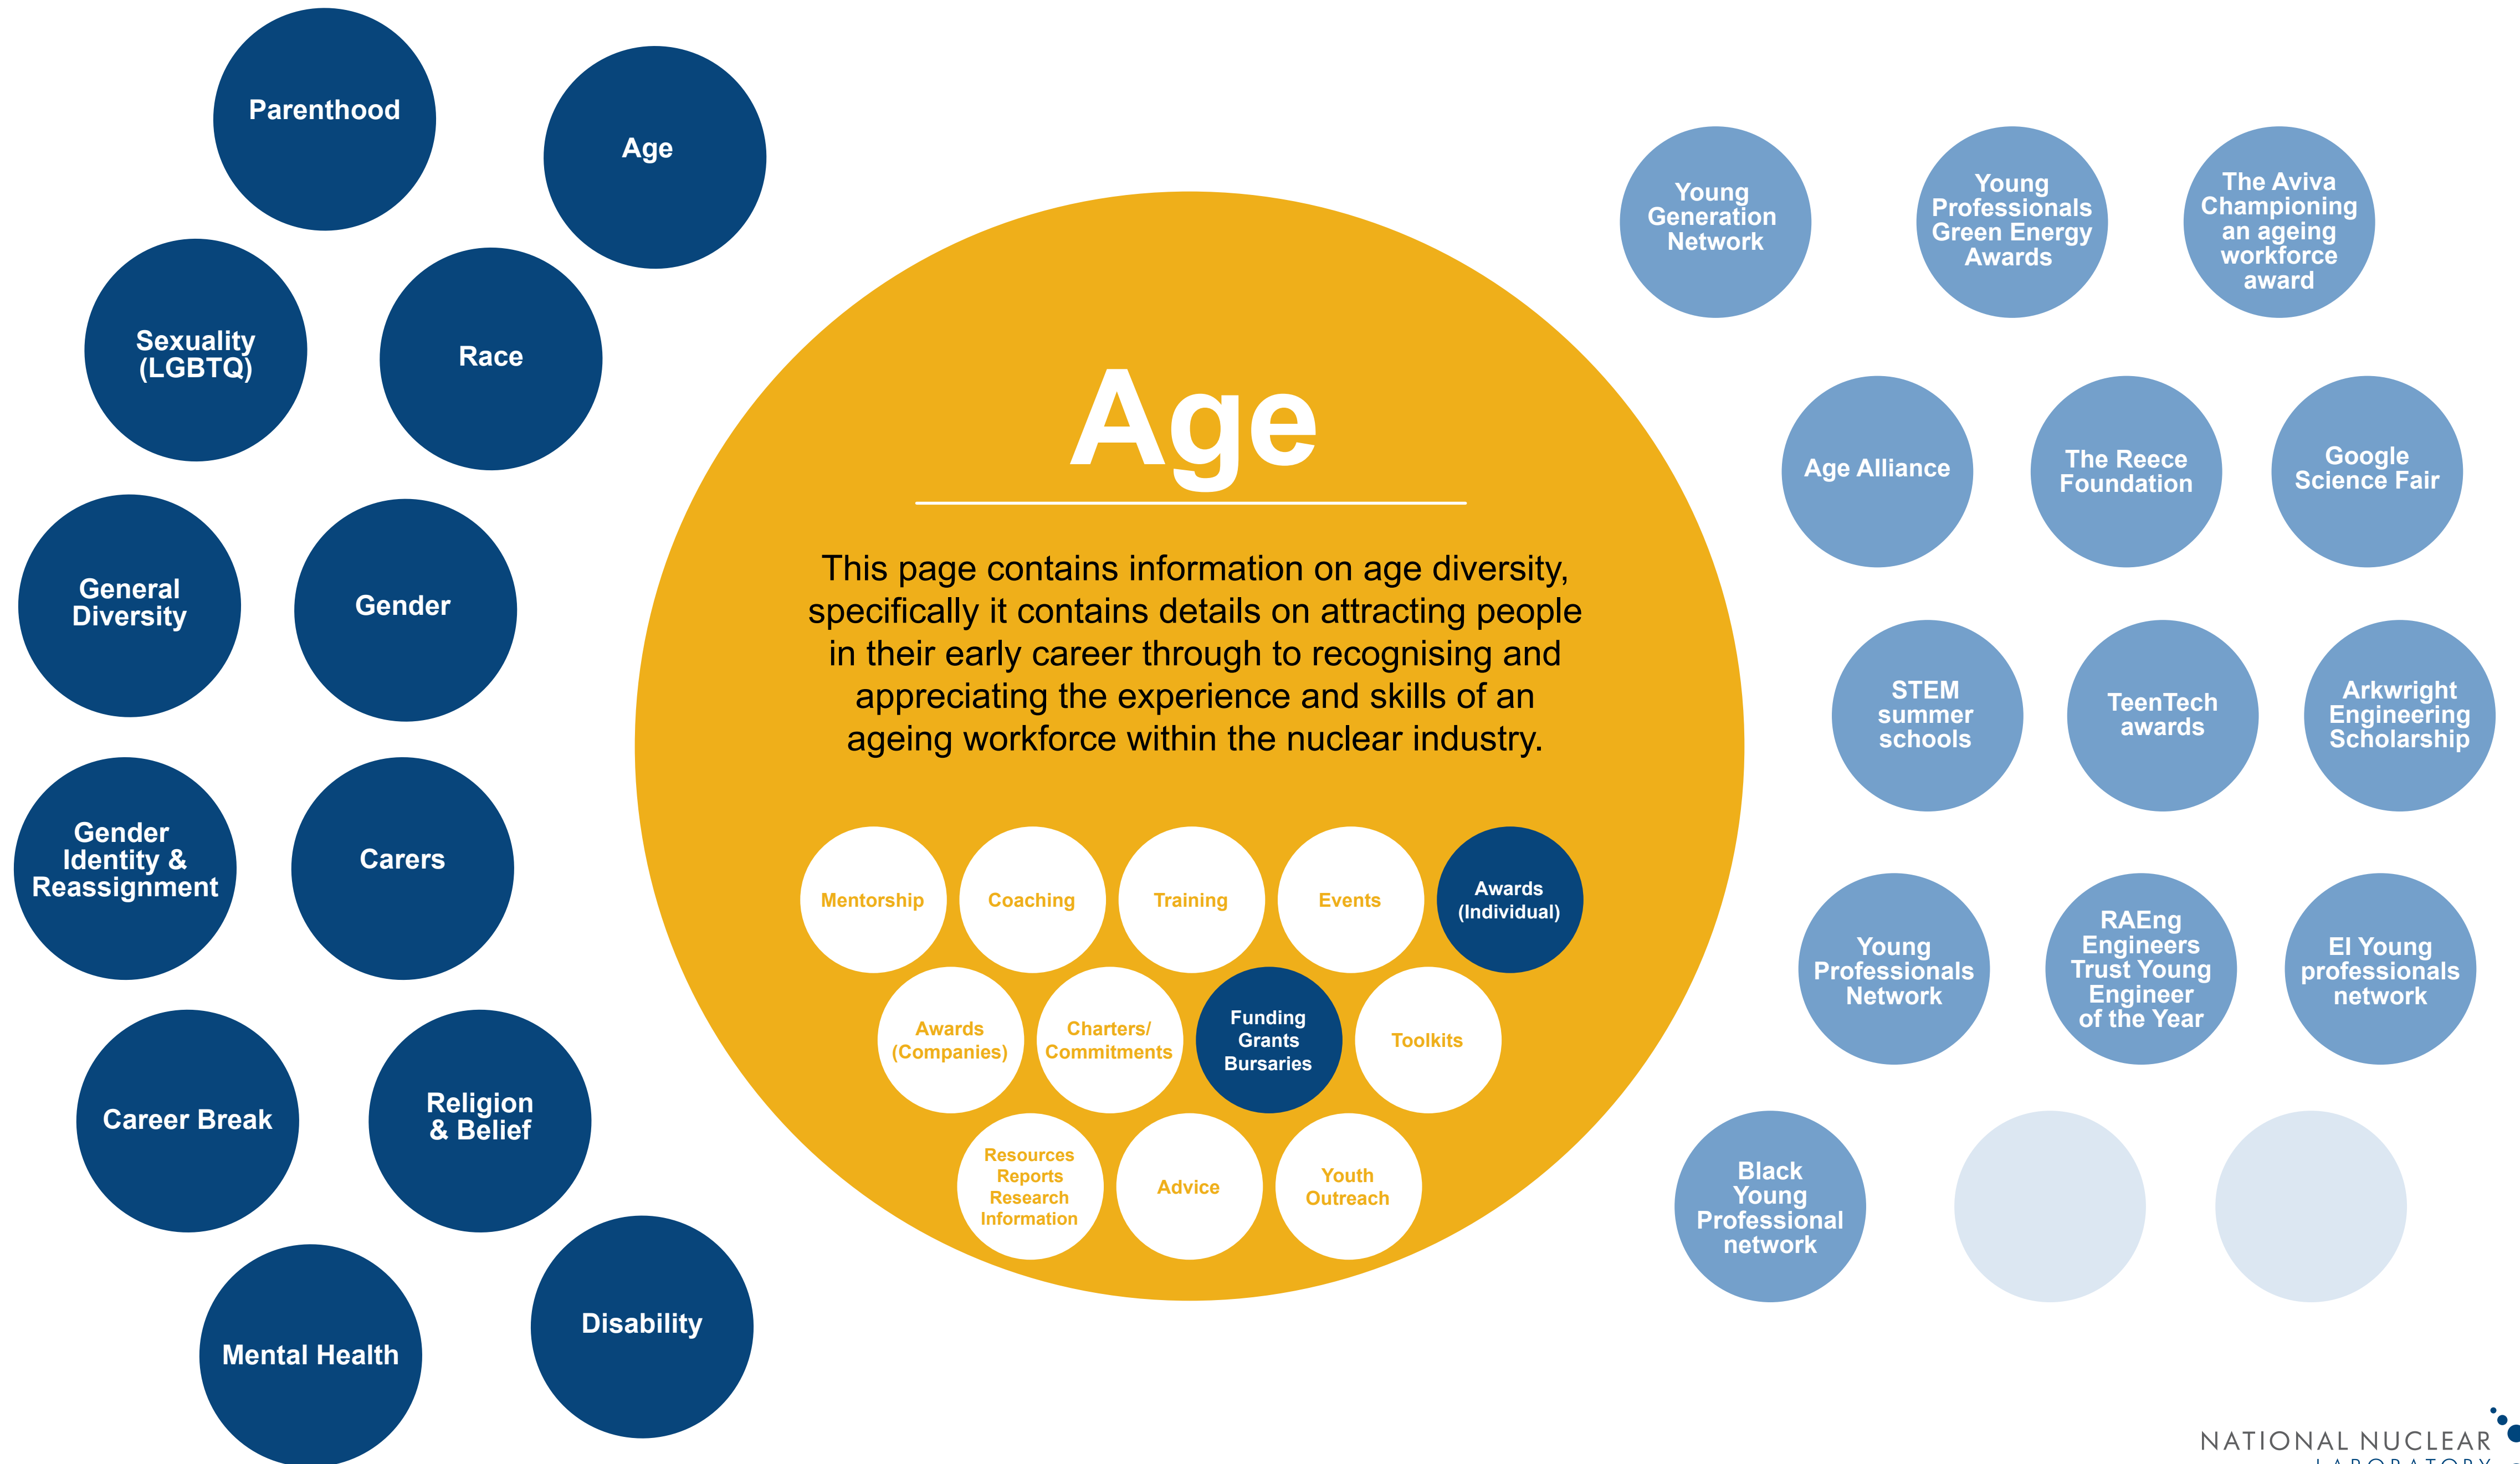 Parenthood
Age
Sexuality
(LGBTQ)
Race
General
Diversity
Gender
Gender
Identity &
Reassignment
Carers
Career Break
Religion
& Belief
Mental Health
Disability
Age
This page contains information on age diversity,
specifically it contains details on attracting people
in their early career through to recognising and
appreciating the experience and skills of an
ageing workforce within the nuclear industry.
Mentorship
Coaching
Training
Events
Awards
(Individual)
Awards
(Companies)
Charters/
Commitments
Funding
Grants
Bursaries
Toolkits
Resources
Reports
Research
Information
Advice
Youth
Outreach
Young
Generation
Network
Young
Professionals
Green Energy
Awards
The Aviva
Championing
an ageing
workforce
award
Age Alliance
The Reece
Foundation
Google
Science Fair
STEM
summer
schools
TeenTech
awards
Arkwright
Engineering
Scholarship
Young
Professionals
Network
RAEng
Engineers
Trust Young
Engineer
of the Year
EI Young
professionals
network
Black
Young
Professional
network
NATIONAL NUCLEAR
LABORATORY